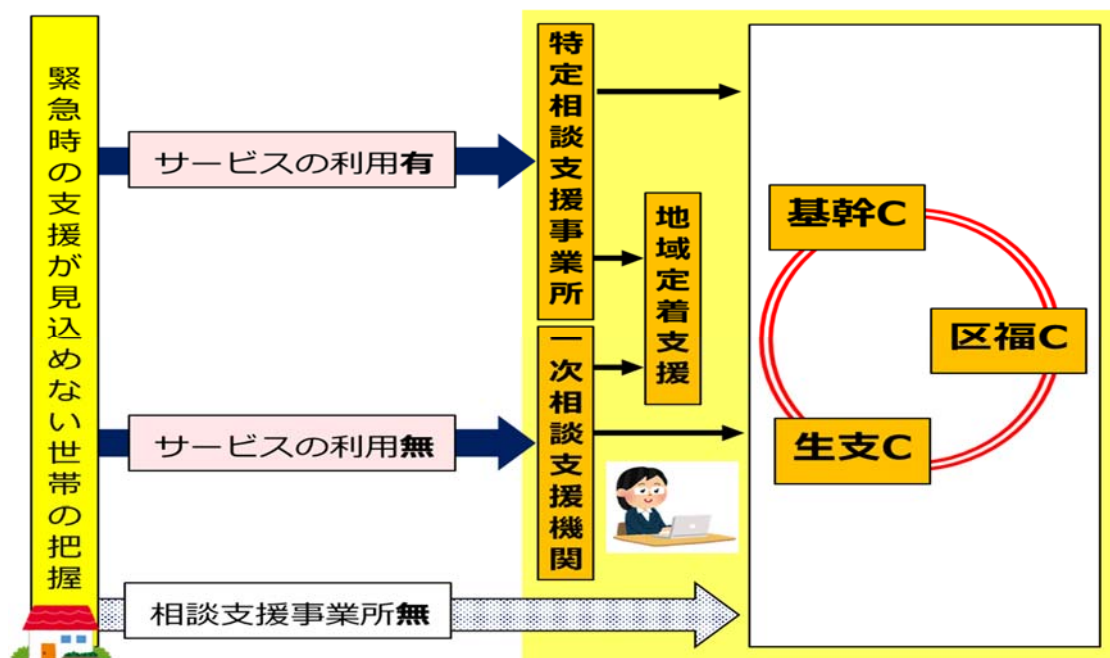 緊急時の支援が見込めない世帯の把握
サービスの利用有
サービスの利用無
相談支援事業所無
特定相談支援事業所
一次相談支援機関
地域定着支援
基幹C
区福C
生支C